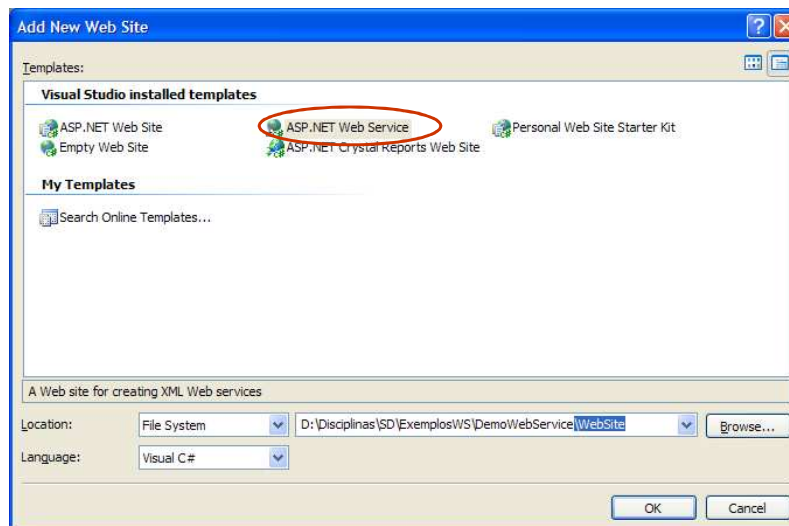 Add New Web Site
Templates:
Visual Studio installed templates
ASP.NET Web Site
ASP.NET Web Service
Personal Web Site Starter Kit
Empty Web Site
ASP.NET Crystal Reports Web Site
My Templates
Search Online Templates...
A Web site for creating XML Web services
Location:
File System
D:\Disciplinas\SD\ExemplosWS\DemoWebService\WebSite
Browse...
Language:
Visual C#
OK
Cancel